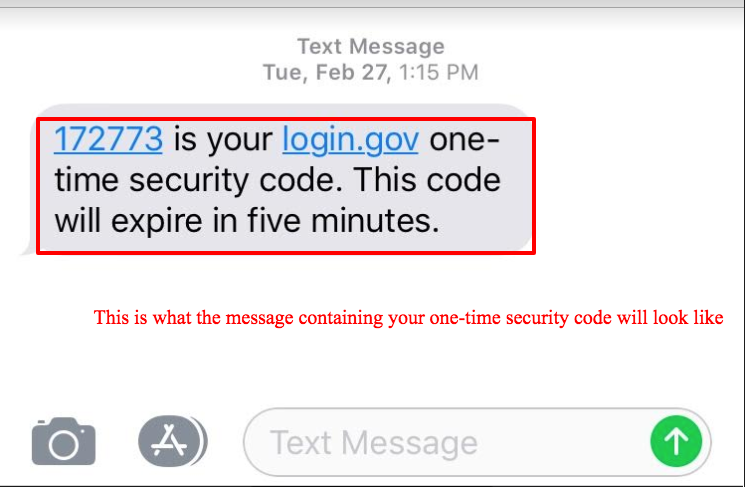 Text Message
Tue, Feb 27, 1:15 PM
172773 is your login.gov one-
time security code. This code
will expire in five minutes.
This is what the message containing your one-time security code will look like
Text Message